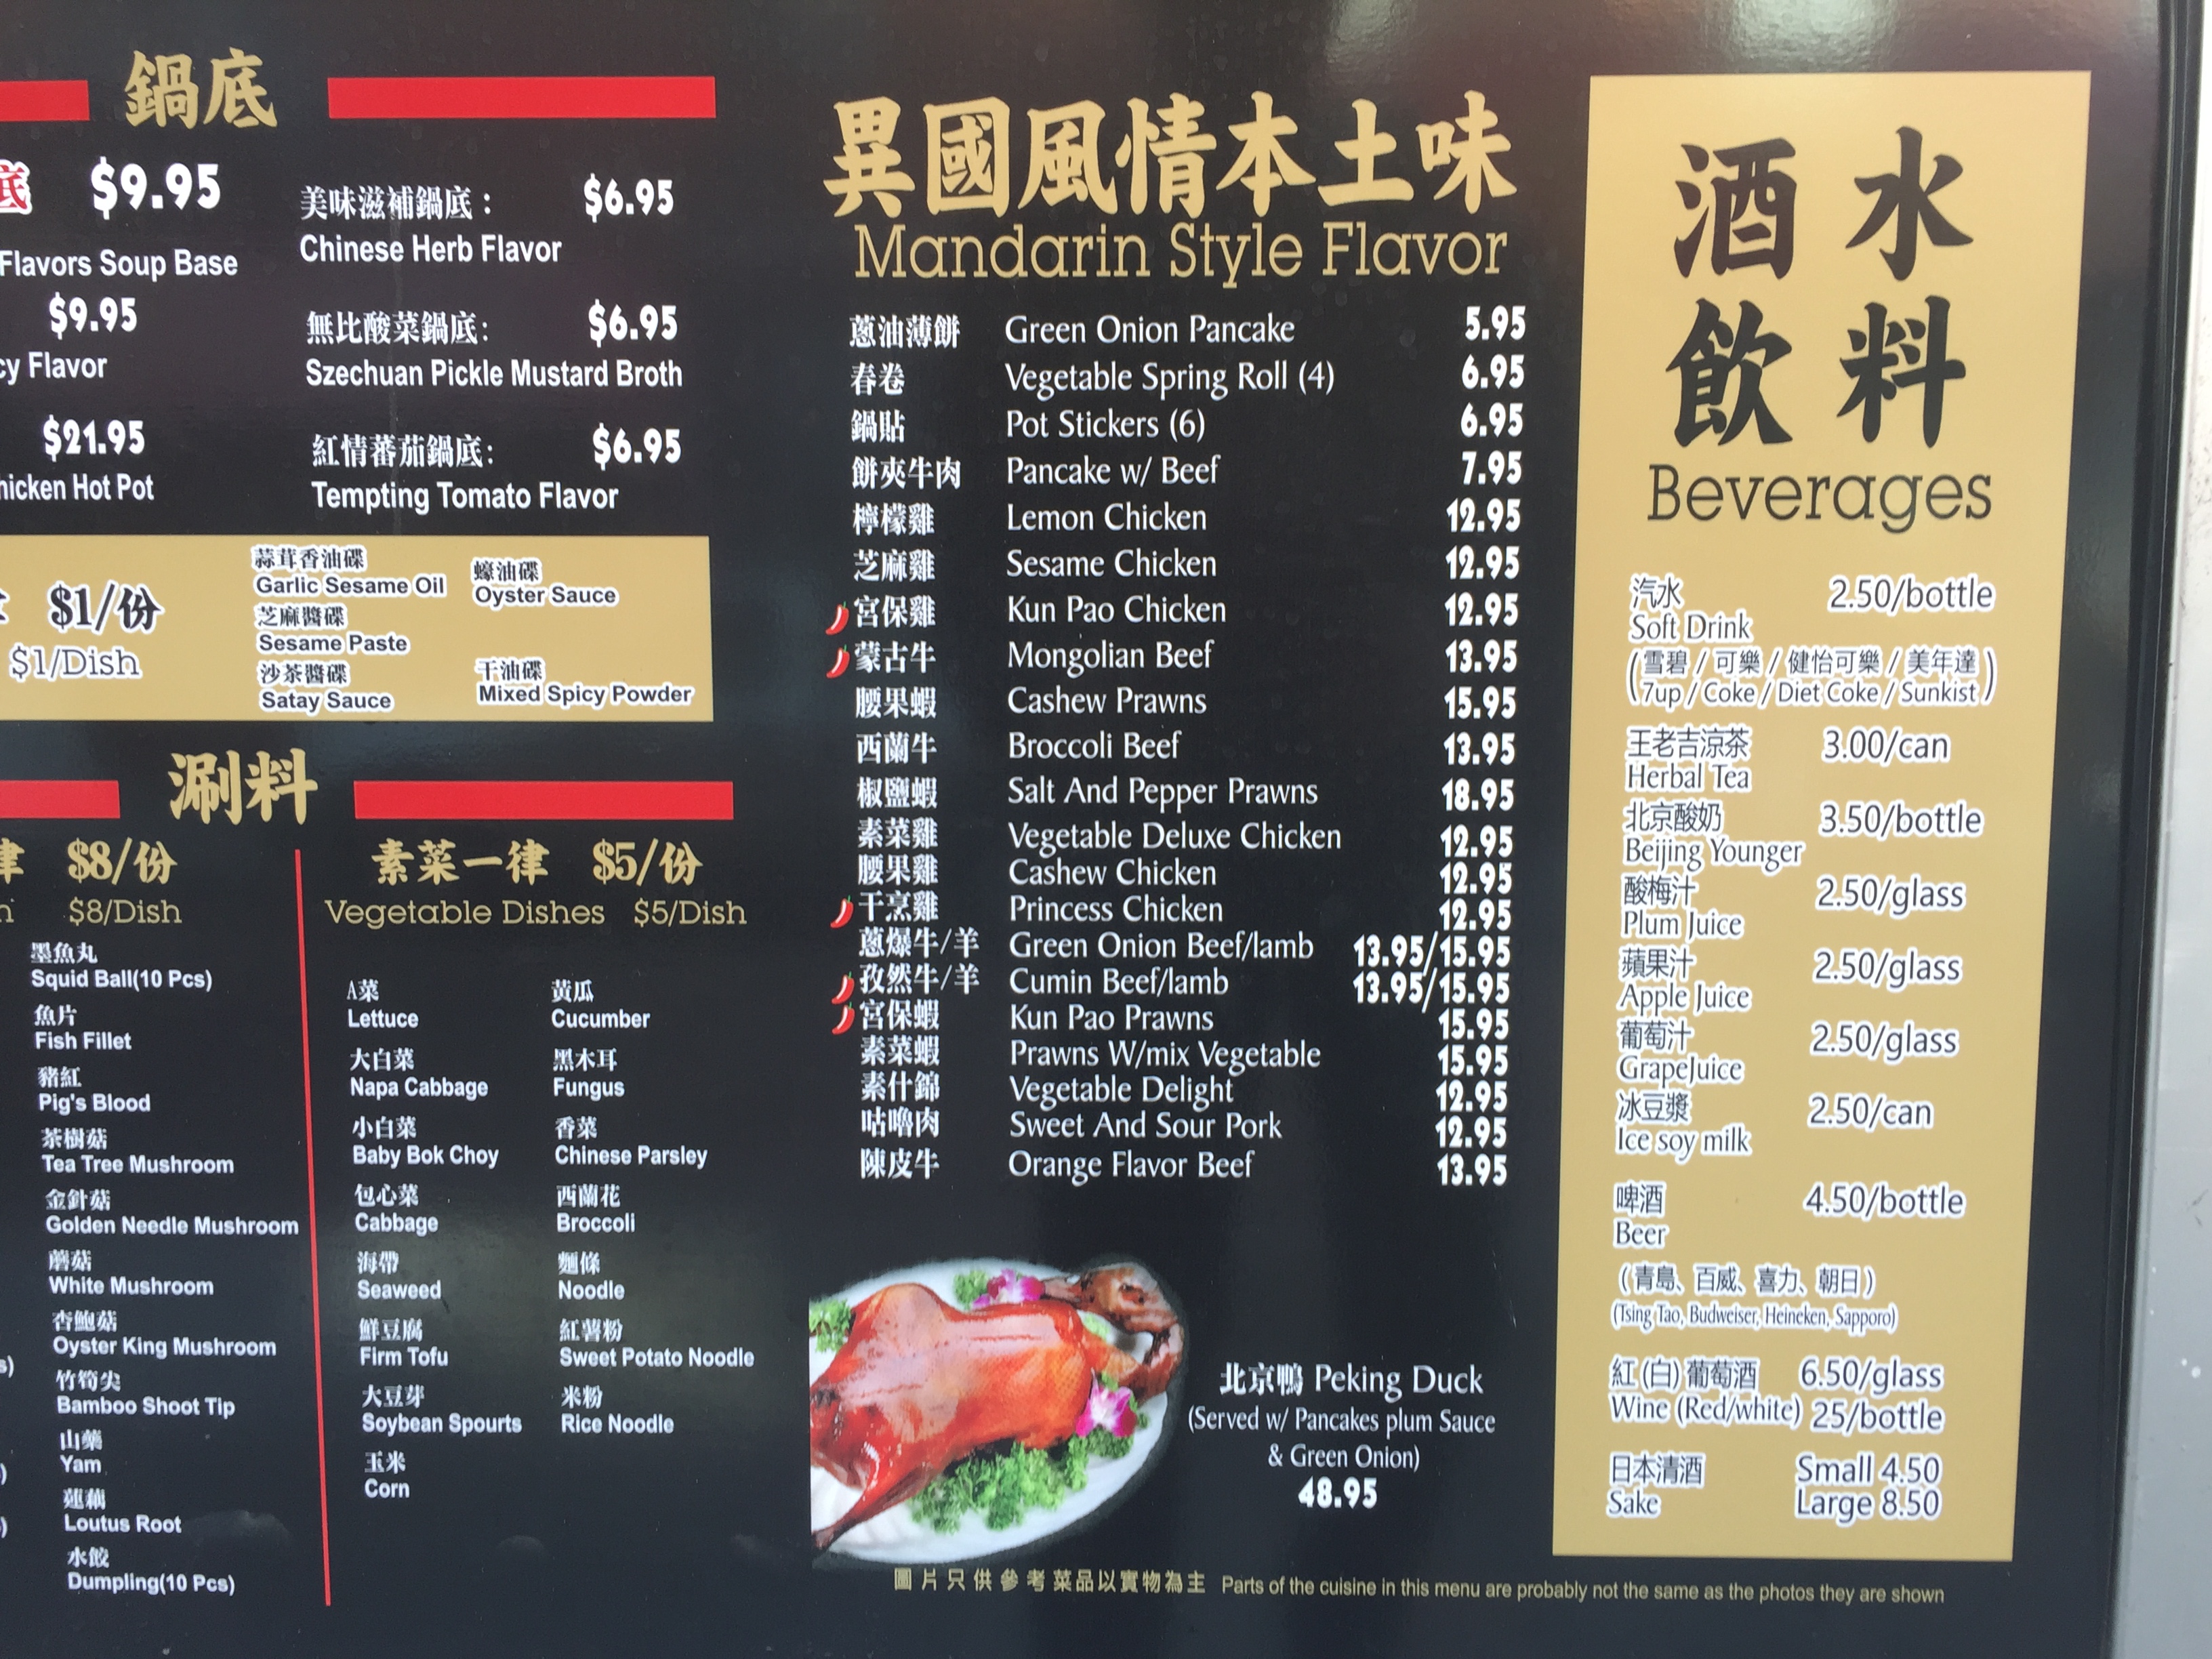 鍋底
底 $9.95
Flavors Soup Base
$9.95
cy Flavor
$21.95
hicken Hot Pot
美味滋補鍋底： $6.95
Chinese Herb Flavor
無比酸菜鍋底: $6.95
Szechuan Pickle Mustard Broth
紅情蕃茄鍋底: $6.95
Tempting Tomato Flavor
$1/份
$1/Dish
蒜茸香油碟
Garlic Sesame Oil
芝麻醬碟
Sesame Paste
沙茶醬碟
Satay Sauce
蠔油碟
Oyster Sauce
干油碟
Mixed Spicy Powder
涮料
律 $8/份
h $8/Dish
墨魚丸
Squid Ball(10 Pcs)
魚片
Fish Fillet
豬紅
Pig's Blood
茶樹菇
Tea Tree Mushroom
金針菇
Golden Needle Mushroom
蘑菇
White Mushroom
杏鮑菇
Oyster King Mushroom
竹筍尖
Bamboo Shoot Tip
山藥
Yam
蓮藕
Loutus Root
水餃
Dumpling(10 Pcs)
s)
)
)
素菜一律 $5/份
Vegetable Dishes $5/Dish
A菜
Lettuce
大白菜
Napa Cabbage
小白菜
Baby Bok Choy
包心菜
Cabbage
海帶
Seaweed
鮮豆腐
Firm Tofu
大豆芽
Soybean Spourts
玉米
Corn
黃瓜
Cucumber
黑木耳
Fungus
香菜
Chinese Parsley
西蘭花
Broccoli
麵條
Noodle
紅薯粉
Sweet Potato Noodle
米粉
Rice Noodle
異國風情本土味
Mandarin Style Flavor
蔥油薄餅 Green Onion Pancake 5.95
春卷 Vegetable Spring Roll (4) 6.95
鍋貼 Pot Stickers (6) 6.95
餅夾牛肉 Pancake w/ Beef 7.95
檸檬雞 Lemon Chicken 12.95
芝麻雞 Sesame Chicken 12.95
宮保雞 Kun Pao Chicken 12.95
蒙古牛 Mongolian Beef 13.95
腰果蝦 Cashew Prawns 15.95
西蘭牛 Broccoli Beef 13.95
椒鹽蝦 Salt And Pepper Prawns 18.95
素菜雞 Vegetable Deluxe Chicken 12.95
腰果雞 Cashew Chicken 12.95
干烹雞 Princess Chicken 12.95
蔥爆牛/羊 Green Onion Beef/lamb 13.95/15.95
孜然牛/羊 Cumin Beef/lamb 13.95/15.95
宮保蝦 Kun Pao Prawns 15.95
素菜蝦 Prawns W/mix Vegetable 15.95
素什錦 Vegetable Delight 12.95
咕嚕肉 Sweet And Sour Pork 12.95
陳皮牛 Orange Flavor Beef 13.95
北京鴨 Peking Duck
(Served w/ Pancakes plum Sauce
& Green Onion)
48.95
圖片只供參考菜品以實物為主 Parts of the cuisine in this menu are probably not the same as the photos they are shown
酒水
飲料
Beverages
汽水 2.50/bottle
Soft Drink
(雪碧 / 可樂 / 健怡可樂 / 美年達)
(7up / Coke / Diet Coke / Sunkist)
王老吉涼茶 3.00/can
Herbal Tea
北京酸奶 3.50/bottle
Beijing Younger
酸梅汁 2.50/glass
Plum Juice
蘋果汁 2.50/glass
Apple Juice
葡萄汁 2.50/glass
GrapeJuice
冰豆漿 2.50/can
Ice soy milk
啤酒 4.50/bottle
Beer
(青島、百威、喜力、朝日)
(Tsing Tao, Budweiser, Heineken, Sapporo)
紅(白)葡萄酒 6.50/glass
Wine (Red/white) 25/bottle
日本清酒 Small 4.50
Sake Large 8.50